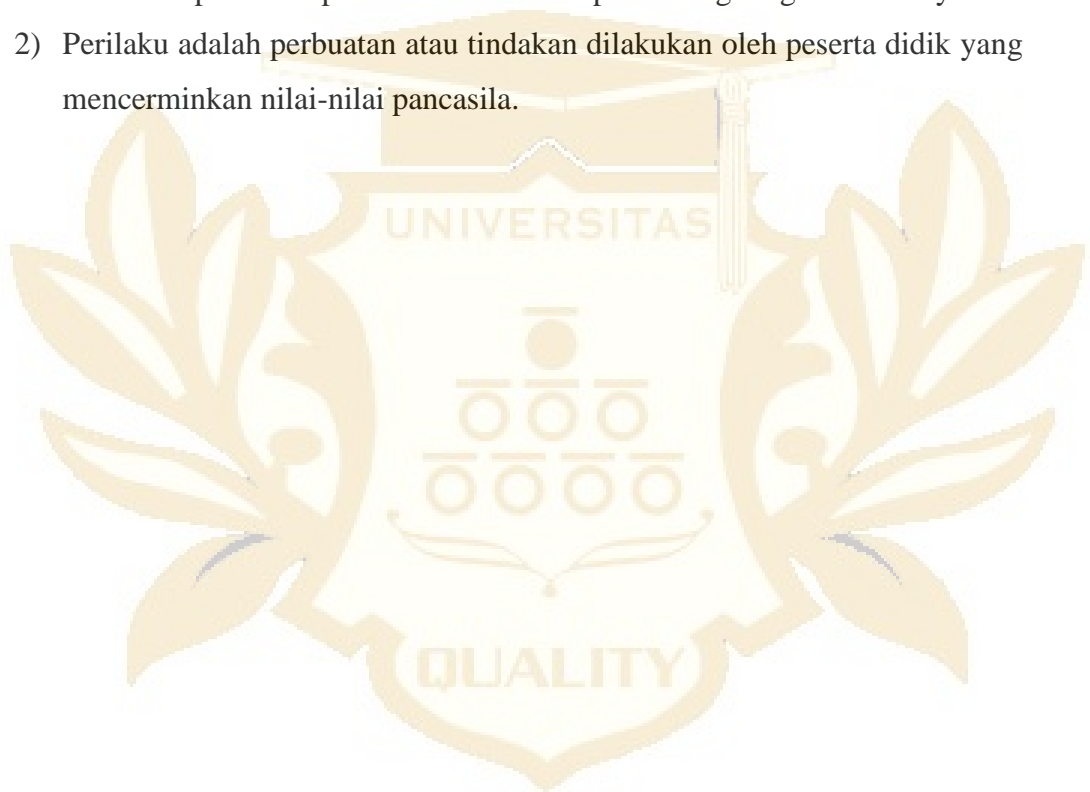 2) Perilaku adalah perbuatan atau tindakan dilakukan oleh peserta didik yang
mencerminkan nilai-nilai pancasila.
UNIVERSITAS
QUALITY